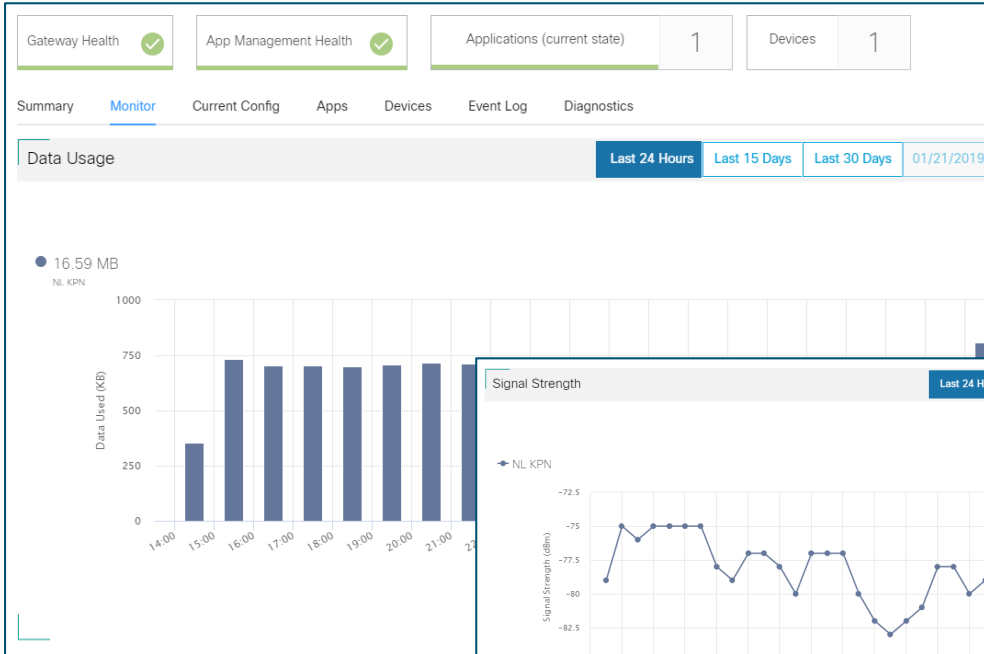 Gateway Health
App Management Health
Applications (current state) 1
Devices 1
Summary Monitor Current Config Apps Devices Event Log Diagnostics
Data Usage
Last 24 Hours Last 15 Days Last 30 Days 01/21/2019
16.59 MB
NL KPN
1000
750
500
250
0
Data Used (KB)
14:00 15:00 16:00 17:00 18:00 19:00 20:00 21:00 22
Signal Strength
Last 24 H
NL KPN
-72.5
-75
-77.5
-80
-82.5
Signal Strength (dBm)